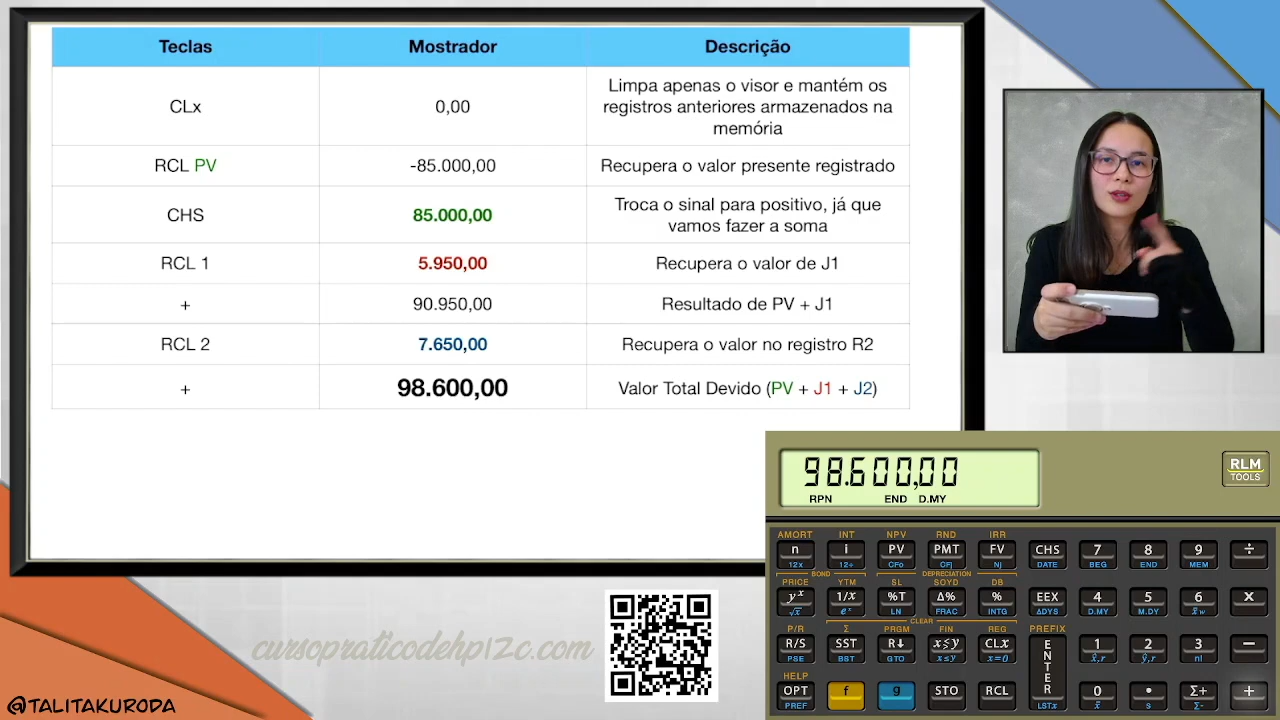 Teclas Mostrador Descrição
CLx 0,00 Limpa apenas o visor e mantém os
registros anteriores armazenados na
memória
RCL PV -85.000,00 Recupera o valor presente registrado
CHS 85.000,00 Troca o sinal para positivo, já que
vamos fazer a soma
RCL 1 5.950,00 Recupera o valor de J1
+ 90.950,00 Resultado de PV + J1
RCL 2 7.650,00 Recupera o valor no registro R2
+ 98.600,00 Valor Total Devido (PV + J1 + J2)
98.600,00
RPN END D.MY
RLM
TOOLS
AMORT INT NPV RND IRR
n i PV PMT FV CHS 7 8 9 ÷
12x 12÷ CFo CFj Nj DATE BEG END MEM
BOND DEPRECIATION
PRICE YTM SL SOYD DB
yˣ 1/x %T Δ% % EEX 4 5 6 X
√x eˣ LN FRAC INTG ΔDYS D.MY M.DY x̄w
CLEAR
P/R Σ PRGM FIN REG PREFIX
R/S SST R↓ x≶y CLx ENTER 1 2 3 −
PSE BST GTO x≤y x=0 x̂,r ŷ,r n!
HELP
OPT f g STO RCL 0 • Σ+ +
PREF LSTx x̄ s Σ-
cursopraticodehp12c.com
@TALITAKURODA